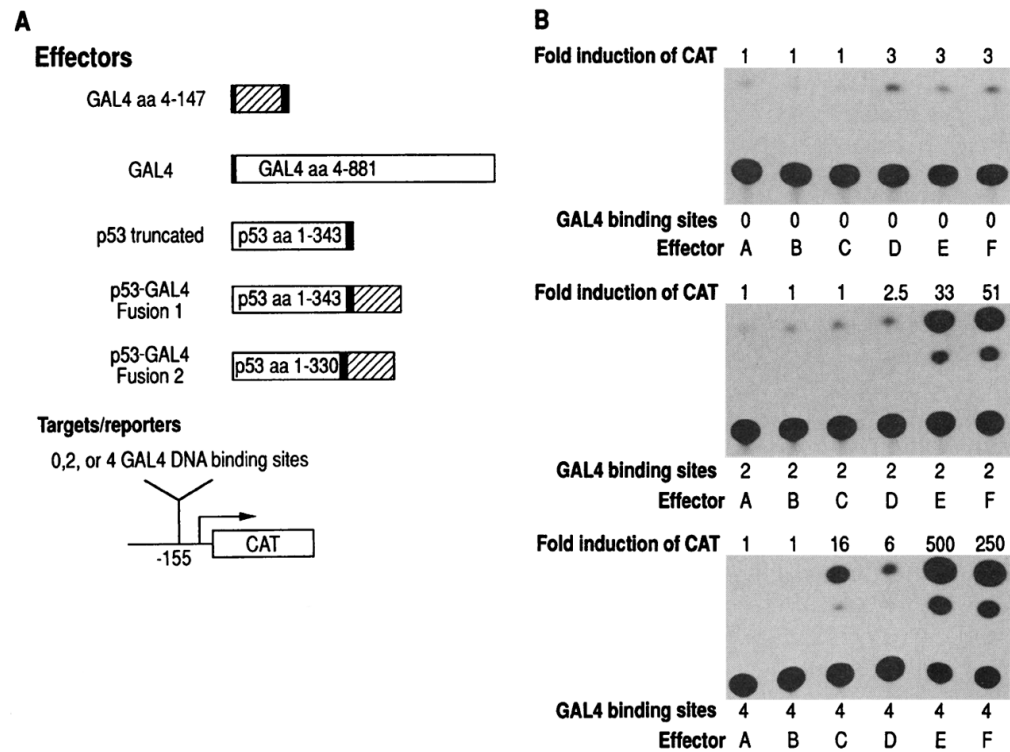 A
Effectors
GAL4 aa 4-147
GAL4
GAL4 aa 4-881
p53 truncated
p53 aa 1-343
p53-GAL4
Fusion 1
p53 aa 1-343
p53-GAL4
Fusion 2
p53 aa 1-330
Targets/reporters
0,2, or 4 GAL4 DNA binding sites
-155
CAT
B
Fold induction of CAT 1 1 1 3 3 3
GAL4 binding sites 0 0 0 0 0 0
Effector A B C D E F
Fold induction of CAT 1 1 1 2.5 33 51
GAL4 binding sites 2 2 2 2 2 2
Effector A B C D E F
Fold induction of CAT 1 1 16 6 500 250
GAL4 binding sites 4 4 4 4 4 4
Effector A B C D E F